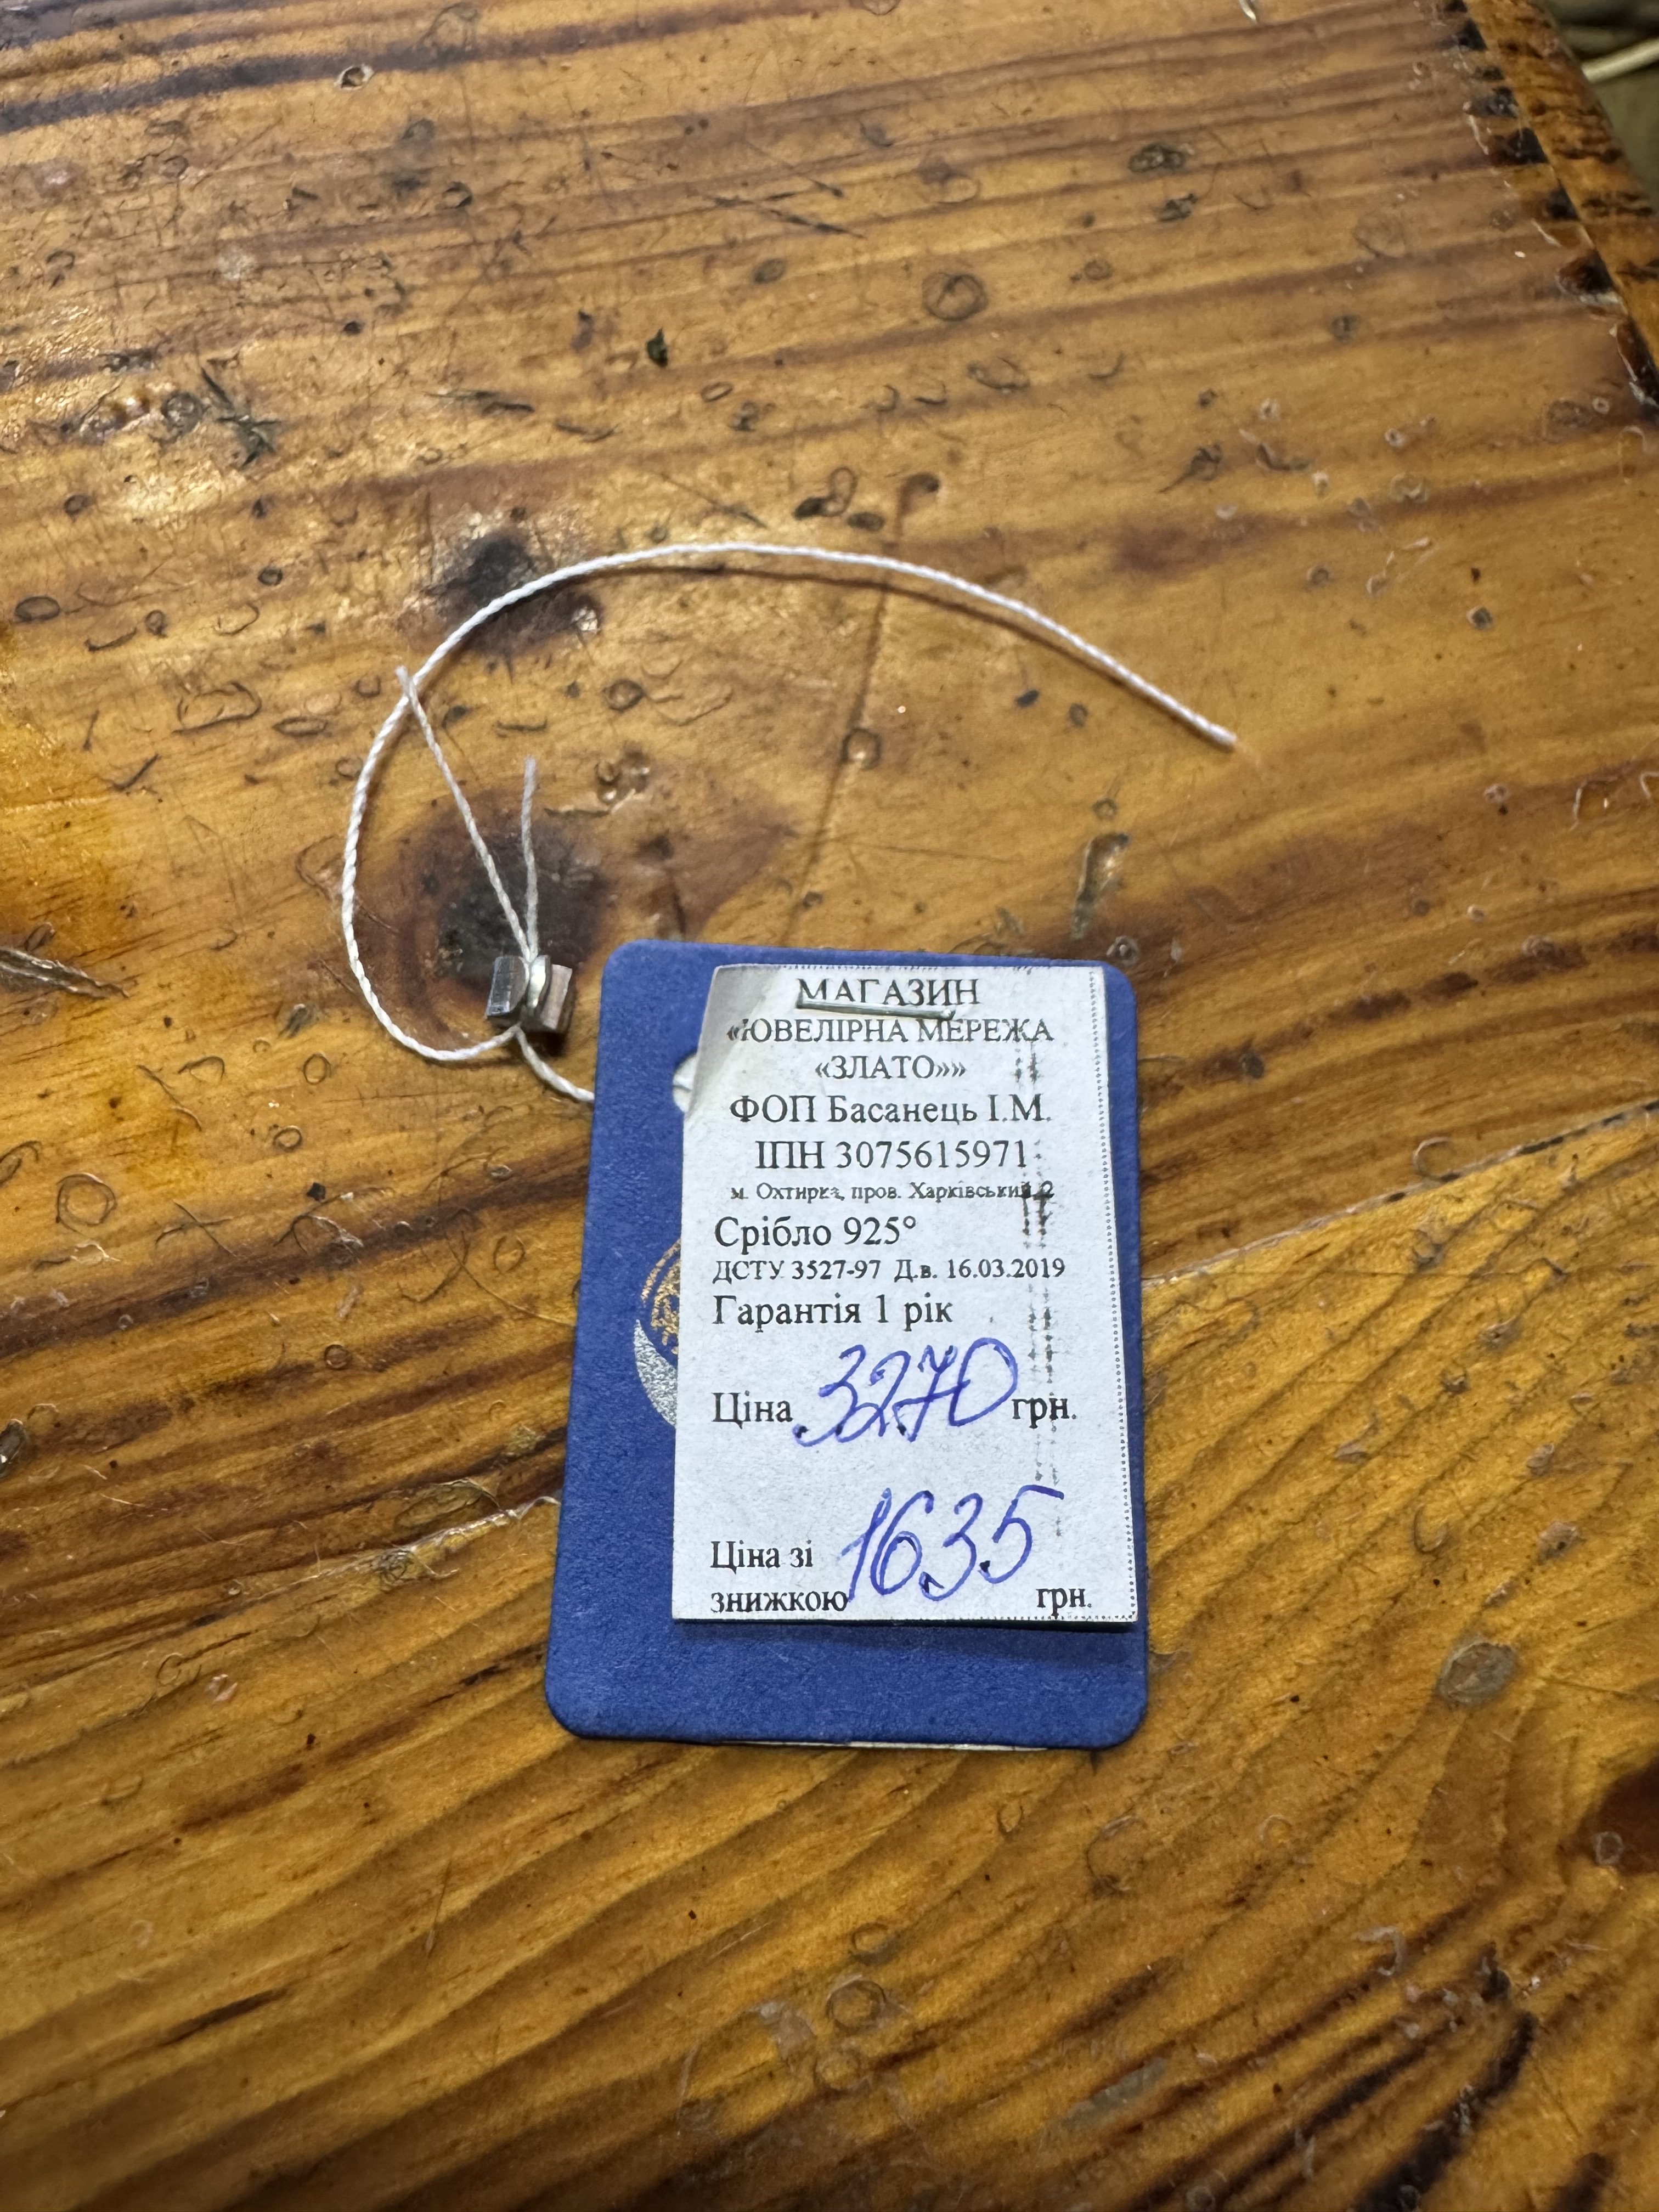 МАГАЗИН
«ЮВЕЛІРНА МЕРЕЖА
«ЗЛАТО»»
ФОП Басанець І.М.
ІПН 3075615971
м. Охтирка, пров. Харківський, 2
Срібло 925°
ДСТУ 3527-97 Д.в. 16.03.2019
Гарантія 1 рік
Ціна 3270 грн.
Ціна зі 1635
знижкою грн.